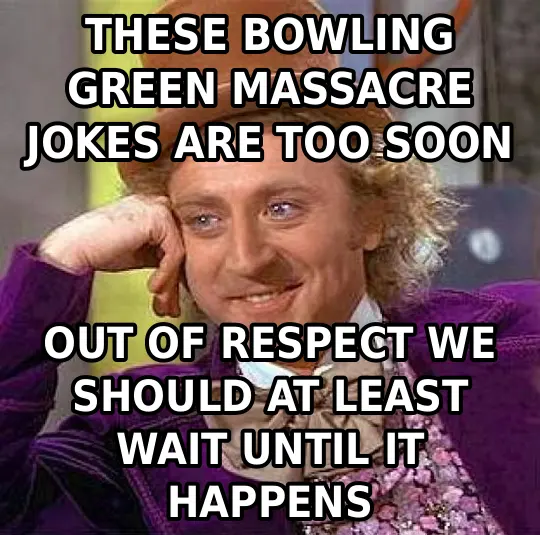 THESE BOWLING
GREEN MASSACRE
JOKES ARE TOO SOON
OUT OF RESPECT WE
SHOULD AT LEAST
WAIT UNTIL IT
HAPPENS